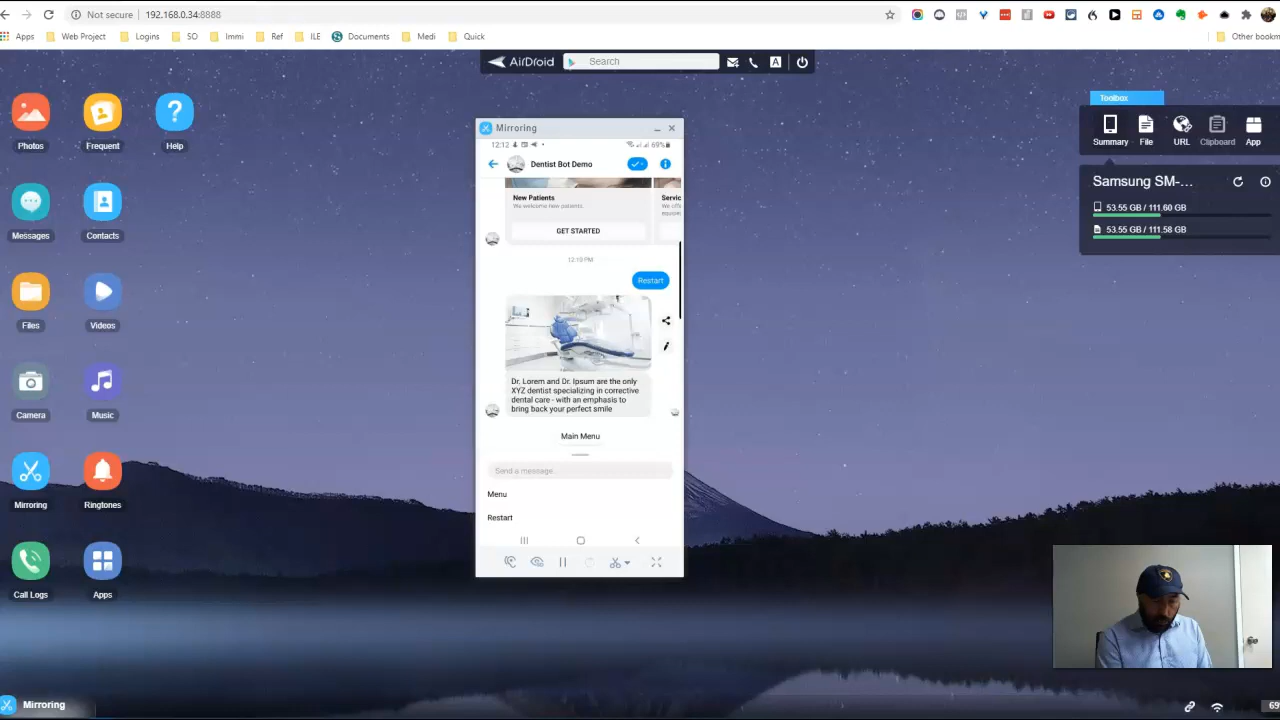 Not secure | 192.168.0.34:8888
Apps Web Project Logins SO Immi Ref ILE Documents Medi Quick Other bookm
AirDroid Search
Photos Frequent Help
Messages Contacts
Files Videos
Camera Music
Mirroring Ringtones
Call Logs Apps
Mirroring
12:12 69%
Dentist Bot Demo
New Patients
We welcome new patients.
GET STARTED
Servic
We offe
12:10 PM
Restart
Dr. Lorem and Dr. Ipsum are the only
XYZ dentist specializing in corrective
dental care - with an emphasis to
bring back your perfect smile
Main Menu
Send a message...
Menu
Restart
Toolbox
Summary File URL Clipboard App
Samsung SM-...
53.55 GB / 111.60 GB
53.55 GB / 111.58 GB
Mirroring
69